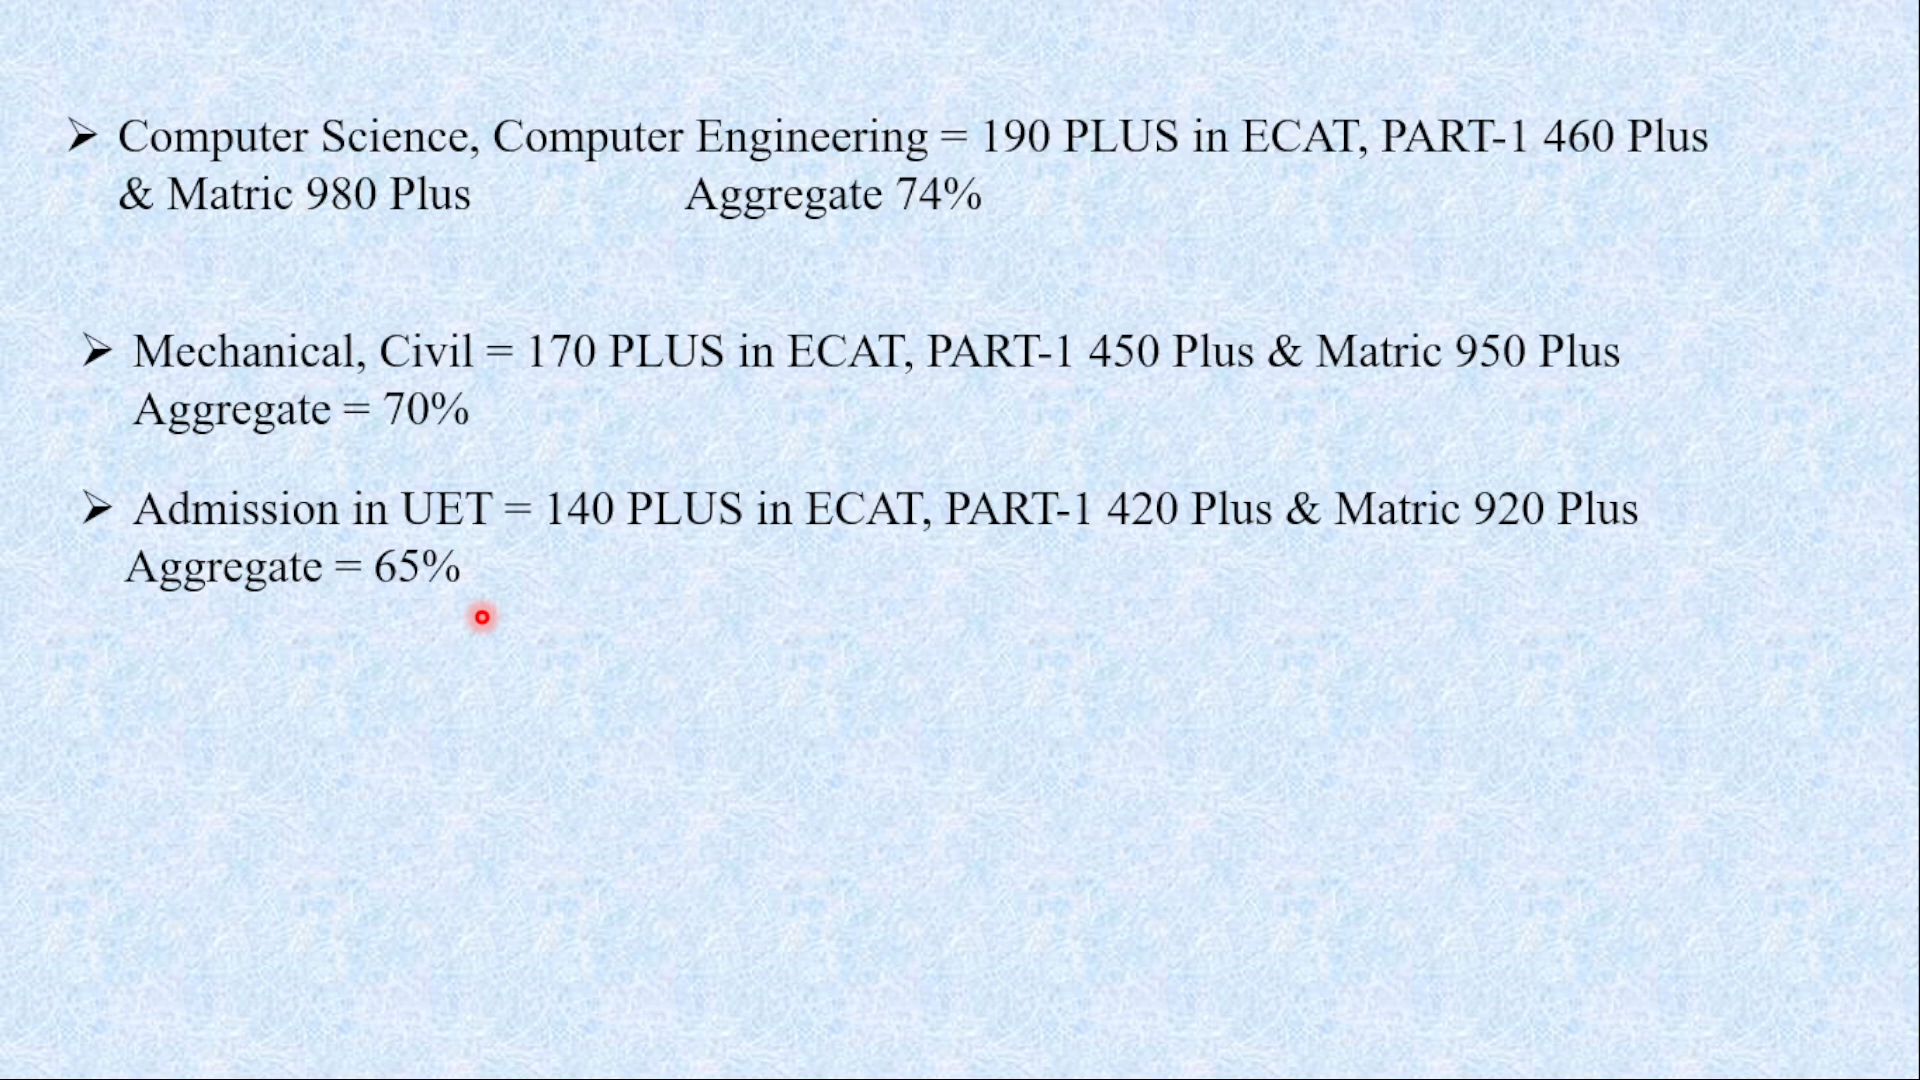 ➢ Computer Science, Computer Engineering = 190 PLUS in ECAT, PART-1 460 Plus
& Matric 980 Plus Aggregate 74%
➢ Mechanical, Civil = 170 PLUS in ECAT, PART-1 450 Plus & Matric 950 Plus
Aggregate = 70%
➢ Admission in UET = 140 PLUS in ECAT, PART-1 420 Plus & Matric 920 Plus
Aggregate = 65%